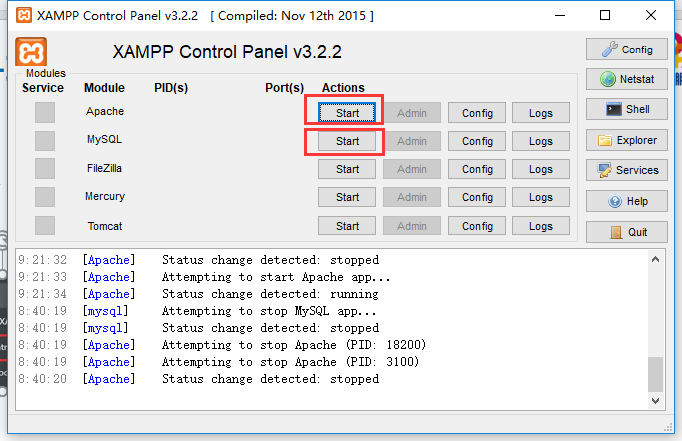 XAMPP Control Panel v3.2.2 [ Compiled: Nov 12th 2015 ]
XAMPP Control Panel v3.2.2
Config
Modules
Service Module PID(s) Port(s) Actions
Netstat
Apache Start Admin Config Logs
Shell
MySQL Start Admin Config Logs
Explorer
FileZilla Start Admin Config Logs
Services
Mercury Start Admin Config Logs
Help
Tomcat Start Admin Config Logs
Quit
9:21:32 [Apache] Status change detected: stopped
9:21:33 [Apache] Attempting to start Apache app...
9:21:34 [Apache] Status change detected: running
8:40:19 [mysql] Attempting to stop MySQL app...
8:40:19 [mysql] Status change detected: stopped
8:40:19 [Apache] Attempting to stop Apache (PID: 18200)
8:40:19 [Apache] Attempting to stop Apache (PID: 3100)
8:40:20 [Apache] Status change detected: stopped